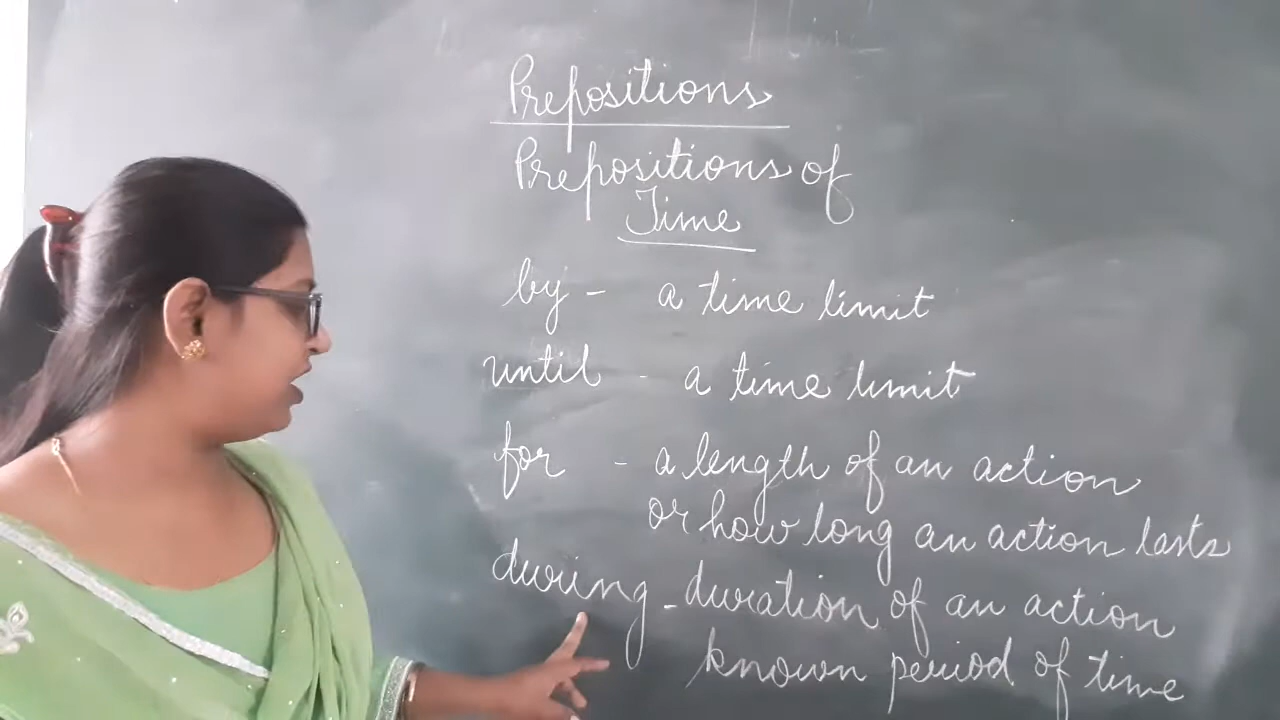 Prepositions
Prepositions of
Time
by - a time limit
until - a time limit
for - a length of an action
or how long an action lasts
during - duration of an action
known period of time